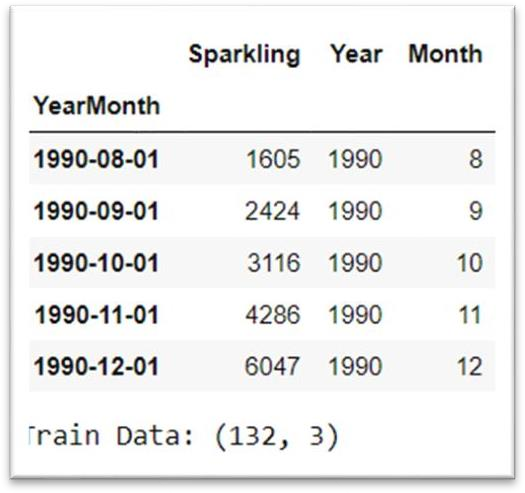 Sparkling Year Month
YearMonth
1990-08-01 1605 1990 8
1990-09-01 2424 1990 9
1990-10-01 3116 1990 10
1990-11-01 4286 1990 11
1990-12-01 6047 1990 12
Train Data: (132, 3)